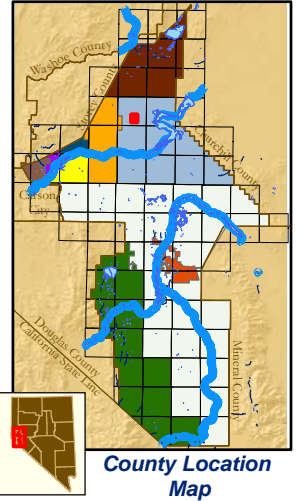 Washoe County
Storey County
Churchill County
Carson
City
Douglas County
California State Line
Mineral County
County Location
Map